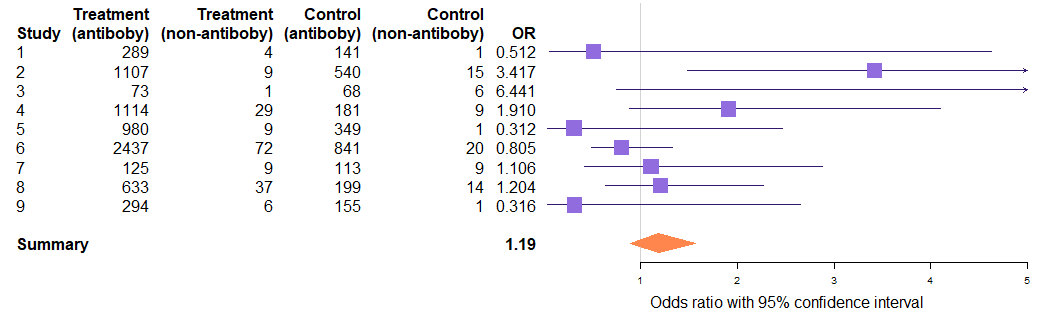 Treatment Treatment Control Control
Study (antiboby) (non-antiboby) (antiboby) (non-antiboby) OR
1 289 4 141 1 0.512
2 1107 9 540 15 3.417
3 73 1 68 6 6.441
4 1114 29 181 9 1.910
5 980 9 349 1 0.312
6 2437 72 841 20 0.805
7 125 9 113 9 1.106
8 633 37 199 14 1.204
9 294 6 155 1 0.316
Summary 1.19
1 2 3 4 5
Odds ratio with 95% confidence interval